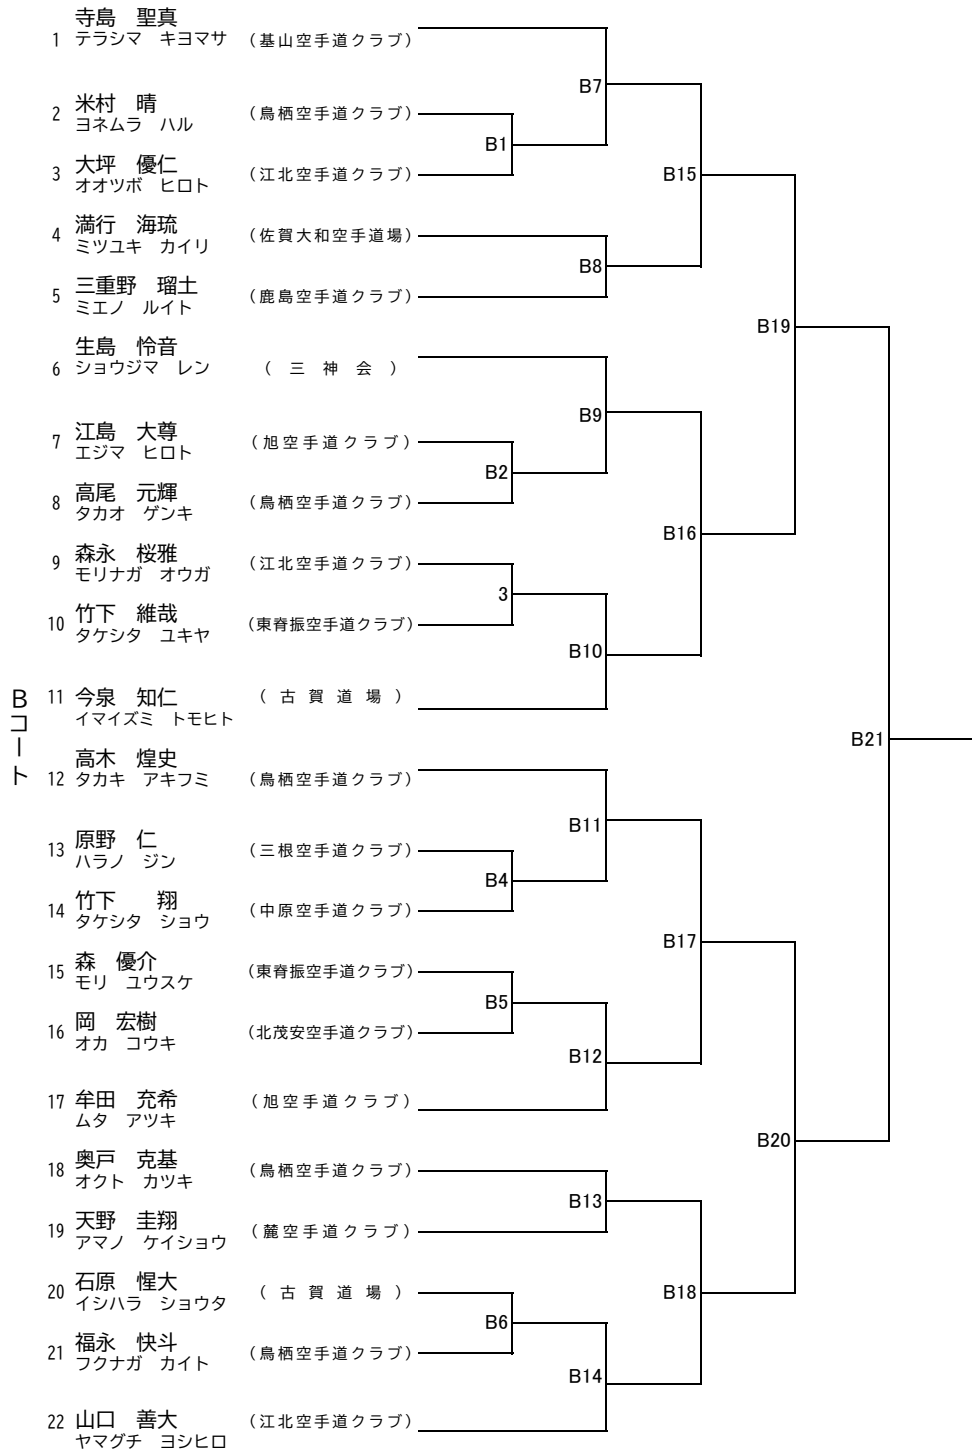 寺島　聖真
1 テラシマ　キヨマサ (基山空手道クラブ)
B7
米村　晴
2 ヨネムラ　ハル (鳥栖空手道クラブ)
B1
大坪　優仁
3 オオツボ　ヒロト (江北空手道クラブ)
B15
満行　海琉
4 ミツユキ　カイリ (佐賀大和空手道場)
B8
三重野　瑠土
5 ミエノ　ルイト (鹿島空手道クラブ)
B19
生島　怜音
6 ショウジマ　レン (三神会)
B9
江島　大尊
7 エジマ　ヒロト (旭空手道クラブ)
B2
高尾　元輝
8 タカオ　ゲンキ (鳥栖空手道クラブ)
B16
森永　桜雅
9 モリナガ　オウガ (江北空手道クラブ)
3
竹下　維哉
10 タケシタ　ユキヤ (東脊振空手道クラブ)
B10
Bコート
11 今泉　知仁 (古賀道場)
イマイズミ　トモヒト
B21
高木　煌史
12 タカキ　アキフミ (鳥栖空手道クラブ)
B11
原野　仁
13 ハラノ　ジン (三根空手道クラブ)
B4
竹下　　翔
14 タケシタ　ショウ (中原空手道クラブ)
B17
森　優介
15 モリ　ユウスケ (東脊振空手道クラブ)
B5
岡　宏樹
16 オカ　コウキ (北茂安空手道クラブ)
B12
17 牟田　充希 (旭空手道クラブ)
ムタ　アツキ
B20
奥戸　克基
18 オクト　カツキ (鳥栖空手道クラブ)
B13
天野　圭翔
19 アマノ　ケイショウ (麓空手道クラブ)
石原　惺大
20 イシハラ　ショウタ (古賀道場)
B18
B6
福永　快斗
21 フクナガ　カイト (鳥栖空手道クラブ)
B14
22 山口　善大 (江北空手道クラブ)
ヤマグチ　ヨシヒロ